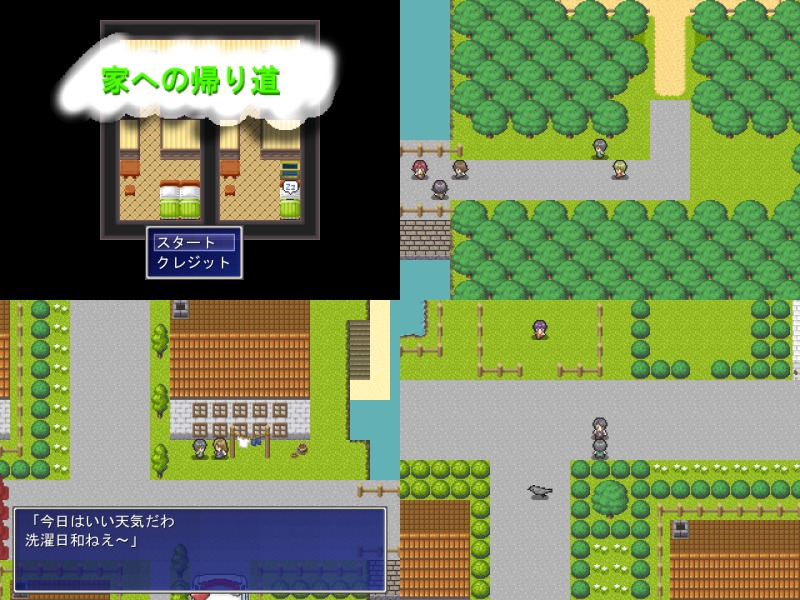 家への帰り道
スタート
クレジット
「今日はいい天気だわ
洗濯日和ねえ～」